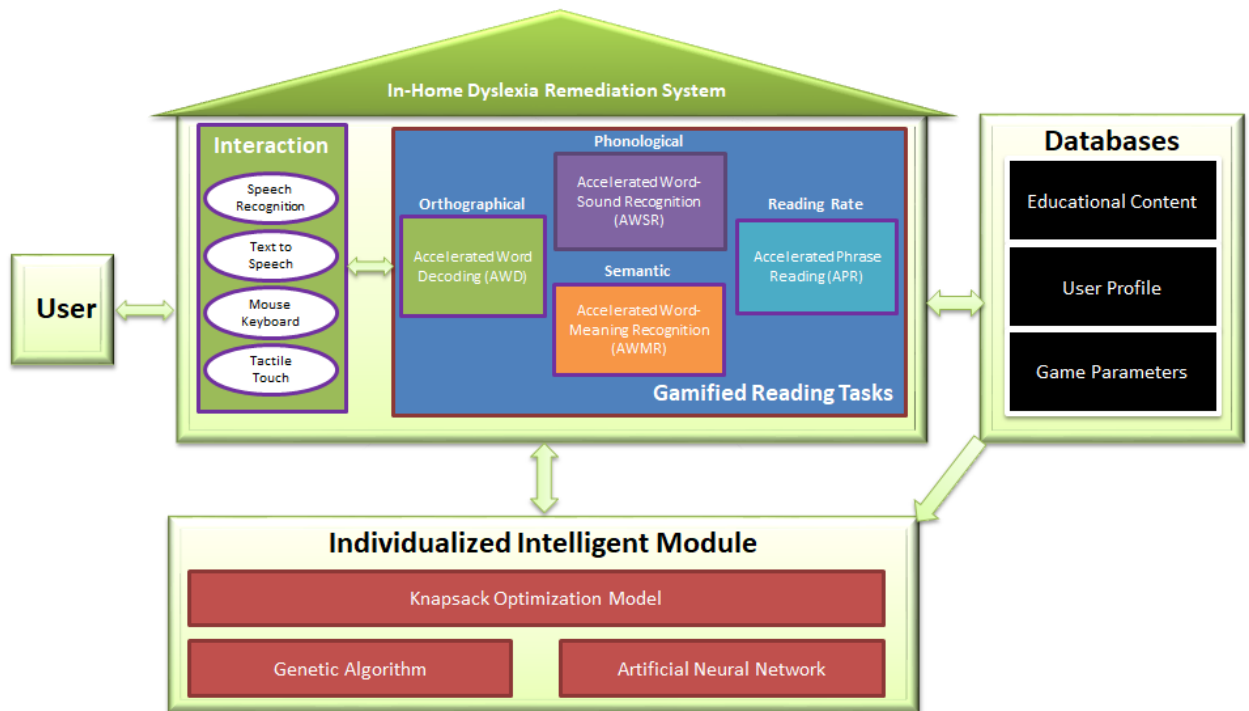 In-Home Dyslexia Remediation System
Interaction
Speech
Recognition
Text to
Speech
Mouse
Keyboard
Tactile
Touch
Phonological
Accelerated Word-
Sound Recognition
(AWSR)
Orthographical
Accelerated Word
Decoding (AWD)
Reading Rate
Accelerated Phrase
Reading (APR)
Semantic
Accelerated Word-
Meaning Recognition
(AWMR)
Gamified Reading Tasks
User
Databases
Educational Content
User Profile
Game Parameters
Individualized Intelligent Module
Knapsack Optimization Model
Genetic Algorithm
Artificial Neural Network